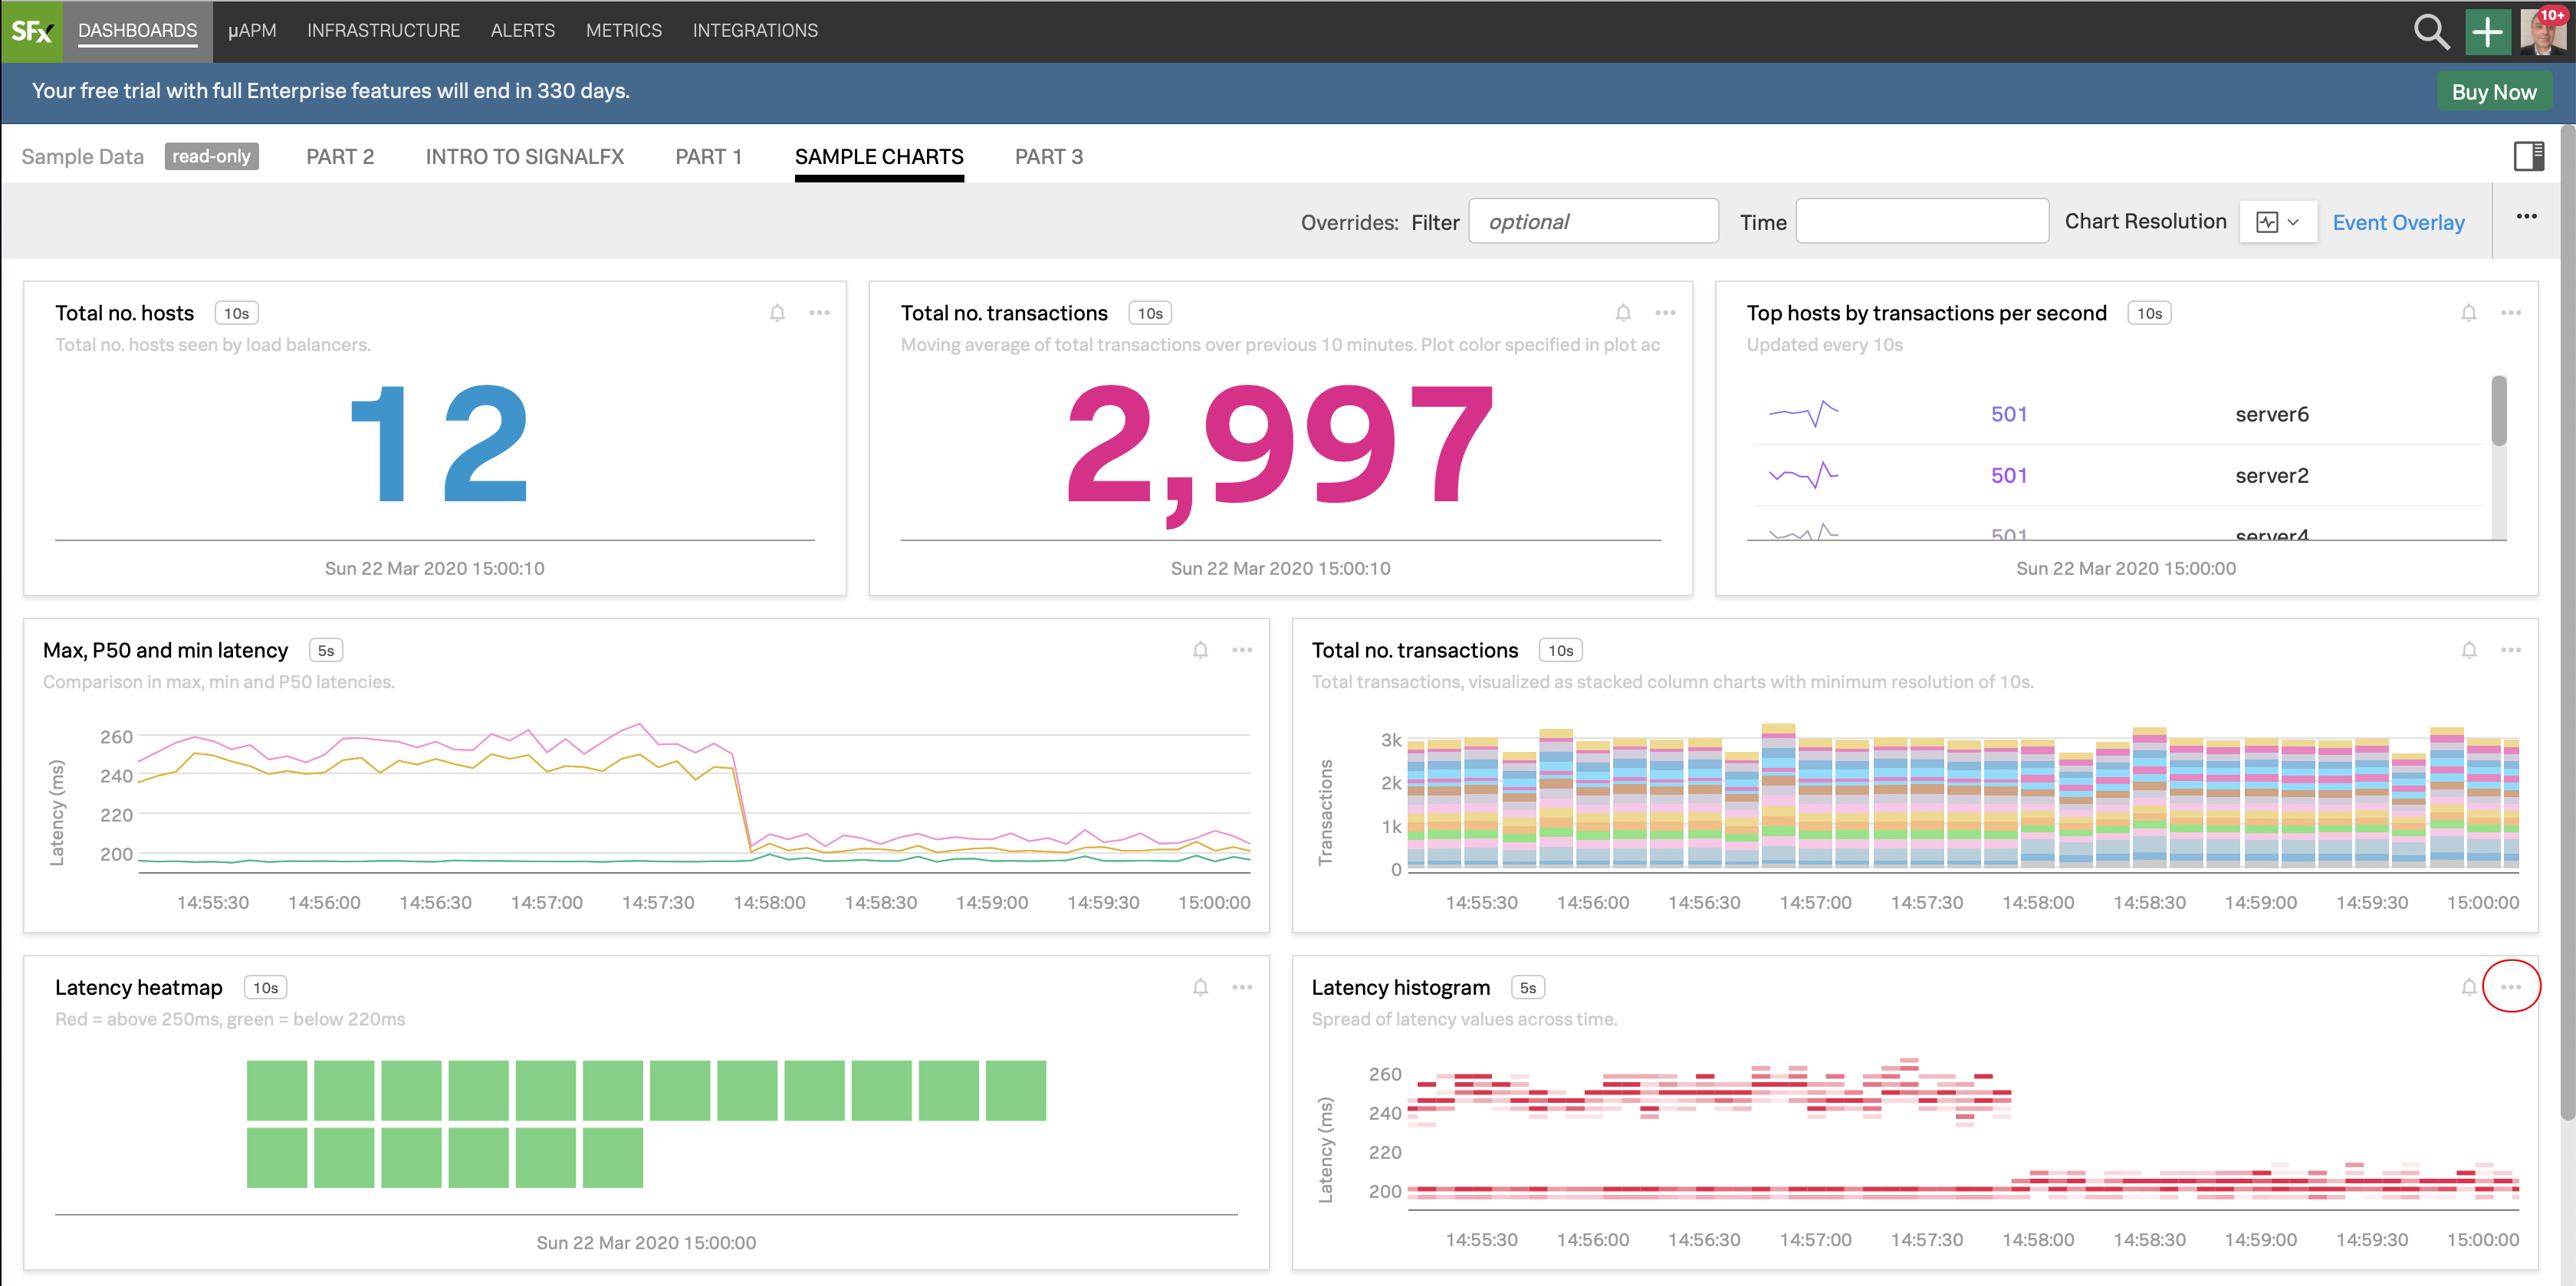 SFx DASHBOARDS µAPM INFRASTRUCTURE ALERTS METRICS INTEGRATIONS 10+
Your free trial with full Enterprise features will end in 330 days. Buy Now
Sample Data read-only PART 2 INTRO TO SIGNALFX PART 1 SAMPLE CHARTS PART 3
Overrides: Filter optional Time Chart Resolution Event Overlay
Total no. hosts 10s
Total no. hosts seen by load balancers.
12
Sun 22 Mar 2020 15:00:10
Total no. transactions 10s
Moving average of total transactions over previous 10 minutes. Plot color specified in plot ac
2,997
Sun 22 Mar 2020 15:00:10
Top hosts by transactions per second 10s
Updated every 10s
501 server6
501 server2
501 server4
Sun 22 Mar 2020 15:00:00
Max, P50 and min latency 5s
Comparison in max, min and P50 latencies.
Latency (ms)
260
240
220
200
14:55:30 14:56:00 14:56:30 14:57:00 14:57:30 14:58:00 14:58:30 14:59:00 14:59:30 15:00:00
Total no. transactions 10s
Total transactions, visualized as stacked column charts with minimum resolution of 10s.
Transactions
3k
2k
1k
0
14:55:30 14:56:00 14:56:30 14:57:00 14:57:30 14:58:00 14:58:30 14:59:00 14:59:30 15:00:00
Latency heatmap 10s
Red = above 250ms, green = below 220ms
Sun 22 Mar 2020 15:00:00
Latency histogram 5s
Spread of latency values across time.
Latency (ms)
260
240
220
200
14:55:30 14:56:00 14:56:30 14:57:00 14:57:30 14:58:00 14:58:30 14:59:00 14:59:30 15:00:00